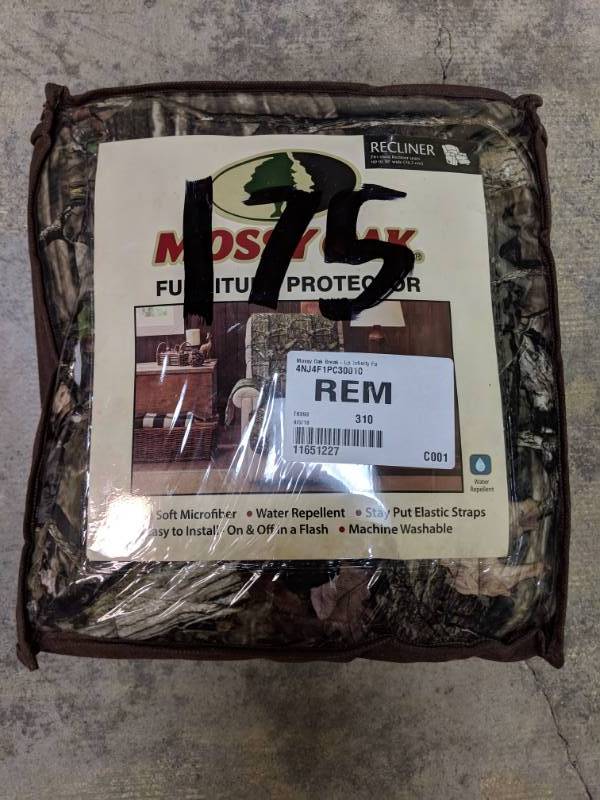 RECLINER
175
MOSSY OAK®
FURNITURE PROTECTOR
Mossy Oak Break - Up Infinity Fu
4NJ4F1PC30010
REM
310
11651227
C001
Water
Repellent
Soft Microfiber • Water Repellent • Stay Put Elastic Straps
Easy to Install - On & Off in a Flash • Machine Washable